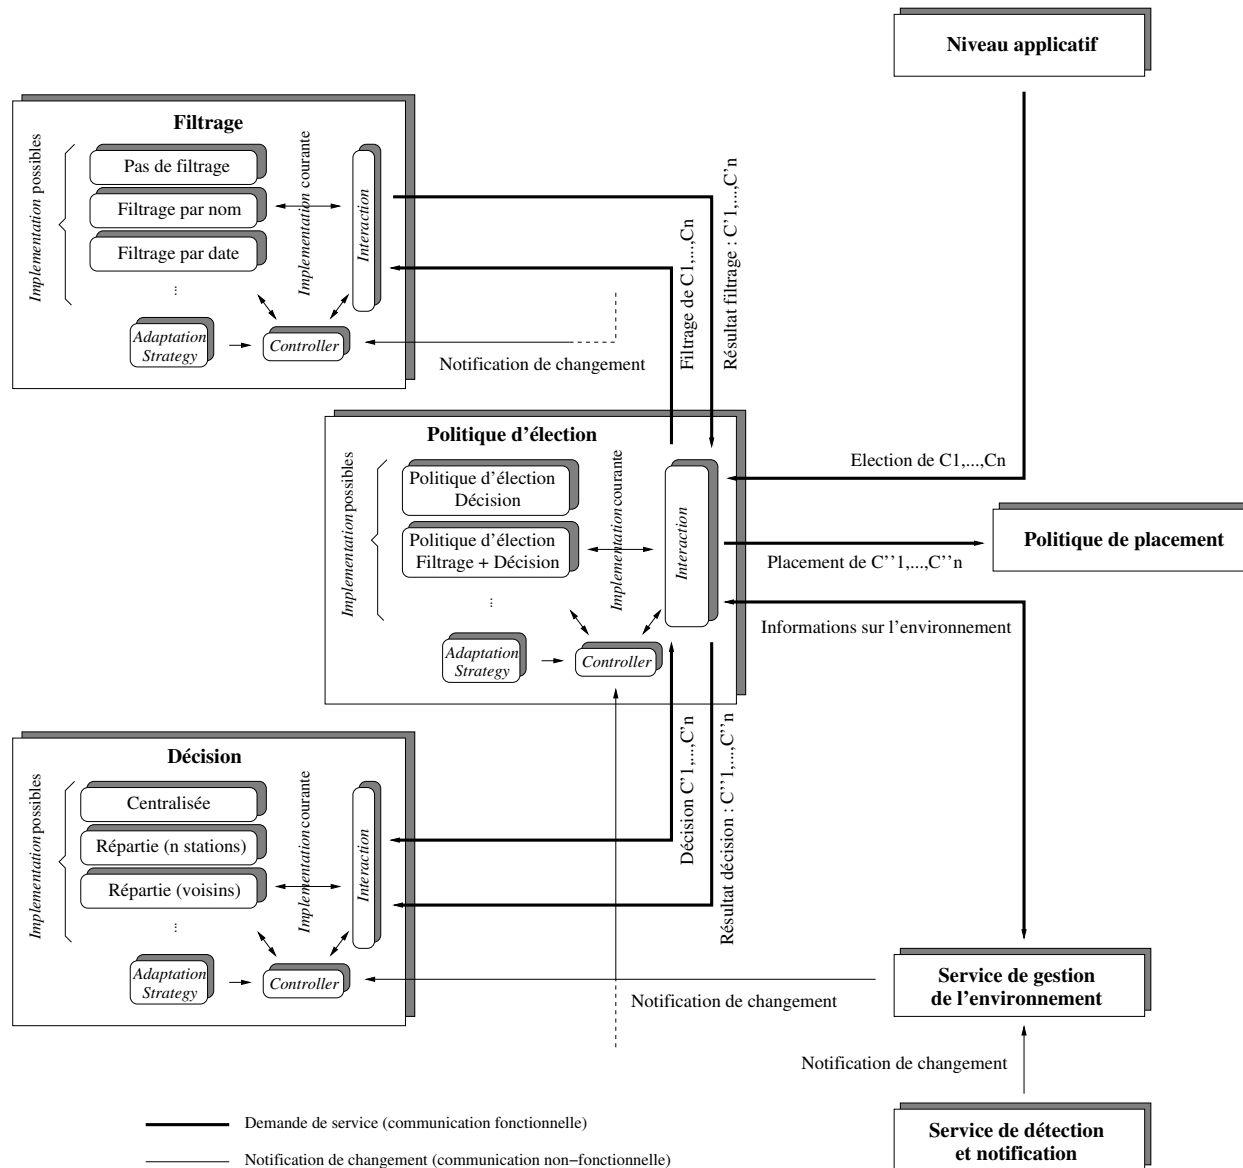 Niveau applicatif
Filtrage
Implementation possibles
Pas de filtrage
Filtrage par nom
Filtrage par date
...
Implementation courante
Interaction
Adaptation
Strategy
Controller
Notification de changement
Filtrage de C1,...,Cn
Résultat filtrage : C'1,...,C'n
Politique d'élection
Implementation possibles
Politique d'élection
Décision
Politique d'élection
Filtrage + Décision
...
Implementation courante
Interaction
Adaptation
Strategy
Controller
Election de C1,...,Cn
Politique de placement
Placement de C''1,...,C''n
Informations sur l'environnement
Décision C'1,...,C'n
Résultat décision : C''1,...,C''n
Décision
Implementation possibles
Centralisée
Répartie (n stations)
Répartie (voisins)
...
Implementation courante
Interaction
Adaptation
Strategy
Controller
Notification de changement
Service de gestion
de l'environnement
Notification de changement
Service de détection
et notification
Demande de service (communication fonctionnelle)
Notification de changement (communication non−fonctionnelle)